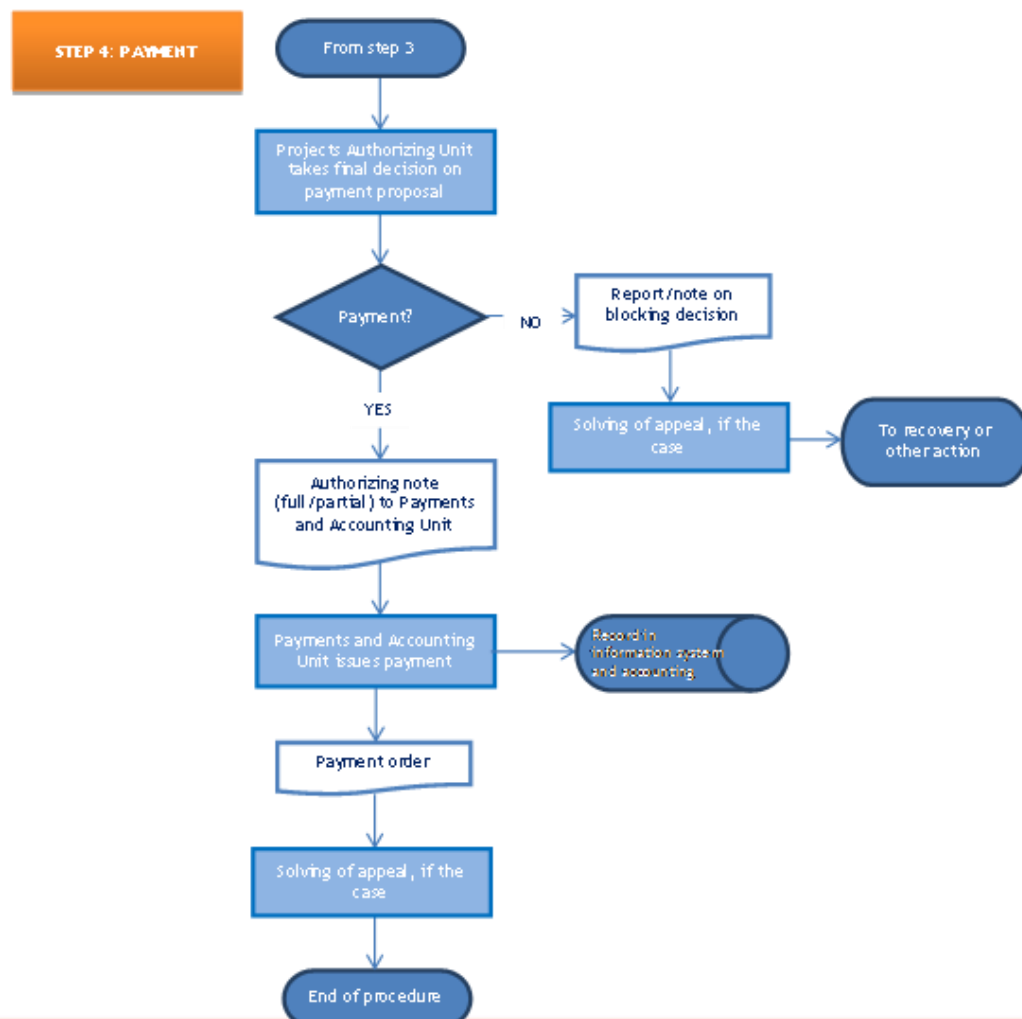 STEP 4: PAYMENT
From step 3
Projects Authorizing Unit
takes final decision on
payment proposal
Payment?
NO
Report/note on
blocking decision
Solving of appeal, if the
case
To recovery or
other action
YES
Authorizing note
(full/partial) to Payments
and Accounting Unit
Payments and Accounting
Unit issues payment
Record in
information system
and accounting
Payment order
Solving of appeal, if the
case
End of procedure